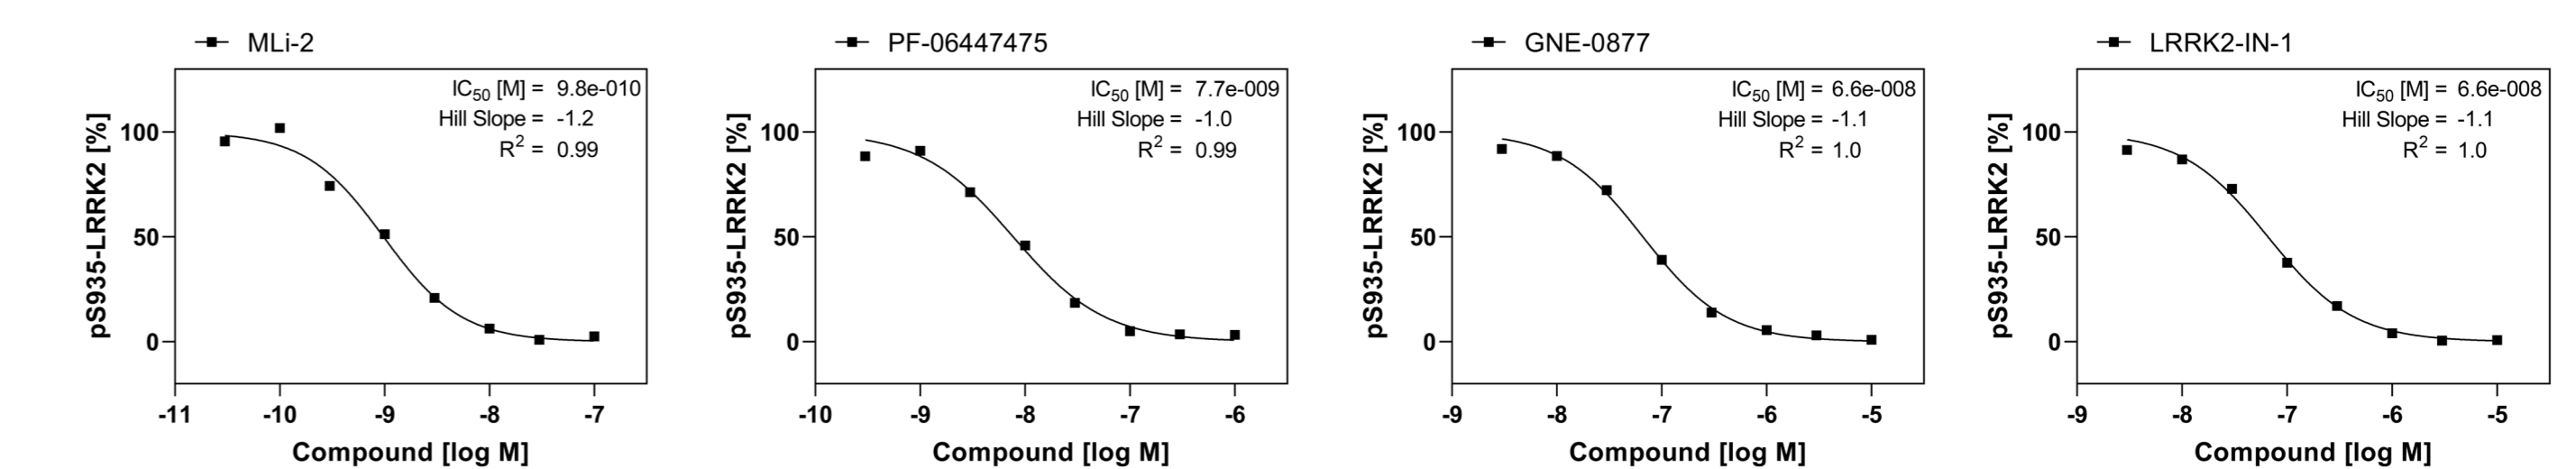 MLi-2
IC50 [M] = 9.8e-010
Hill Slope = -1.2
R2 = 0.99
pS935-LRRK2 [%]
100
50
0
-11 -10 -9 -8 -7
Compound [log M]
PF-06447475
IC50 [M] = 7.7e-009
Hill Slope = -1.0
R2 = 0.99
pS935-LRRK2 [%]
100
50
0
-10 -9 -8 -7 -6
Compound [log M]
GNE-0877
IC50 [M] = 6.6e-008
Hill Slope = -1.1
R2 = 1.0
pS935-LRRK2 [%]
100
50
0
-9 -8 -7 -6 -5
Compound [log M]
LRRK2-IN-1
IC50 [M] = 6.6e-008
Hill Slope = -1.1
R2 = 1.0
pS935-LRRK2 [%]
100
50
0
-9 -8 -7 -6 -5
Compound [log M]